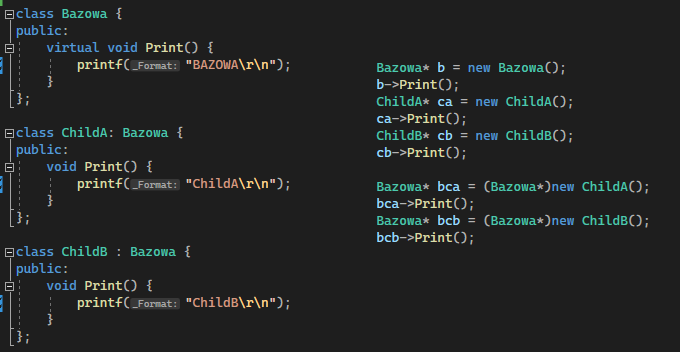 class Bazowa {
public:
    virtual void Print() {
        printf(_Format: "BAZOWA\r\n");
    }
};

class ChildA: Bazowa {
public:
    void Print() {
        printf(_Format: "ChildA\r\n");
    }
};

class ChildB : Bazowa {
public:
    void Print() {
        printf(_Format: "ChildB\r\n");
    }
};

Bazowa* b = new Bazowa();
b->Print();
ChildA* ca = new ChildA();
ca->Print();
ChildB* cb = new ChildB();
cb->Print();

Bazowa* bca = (Bazowa*)new ChildA();
bca->Print();
Bazowa* bcb = (Bazowa*)new ChildB();
bcb->Print();